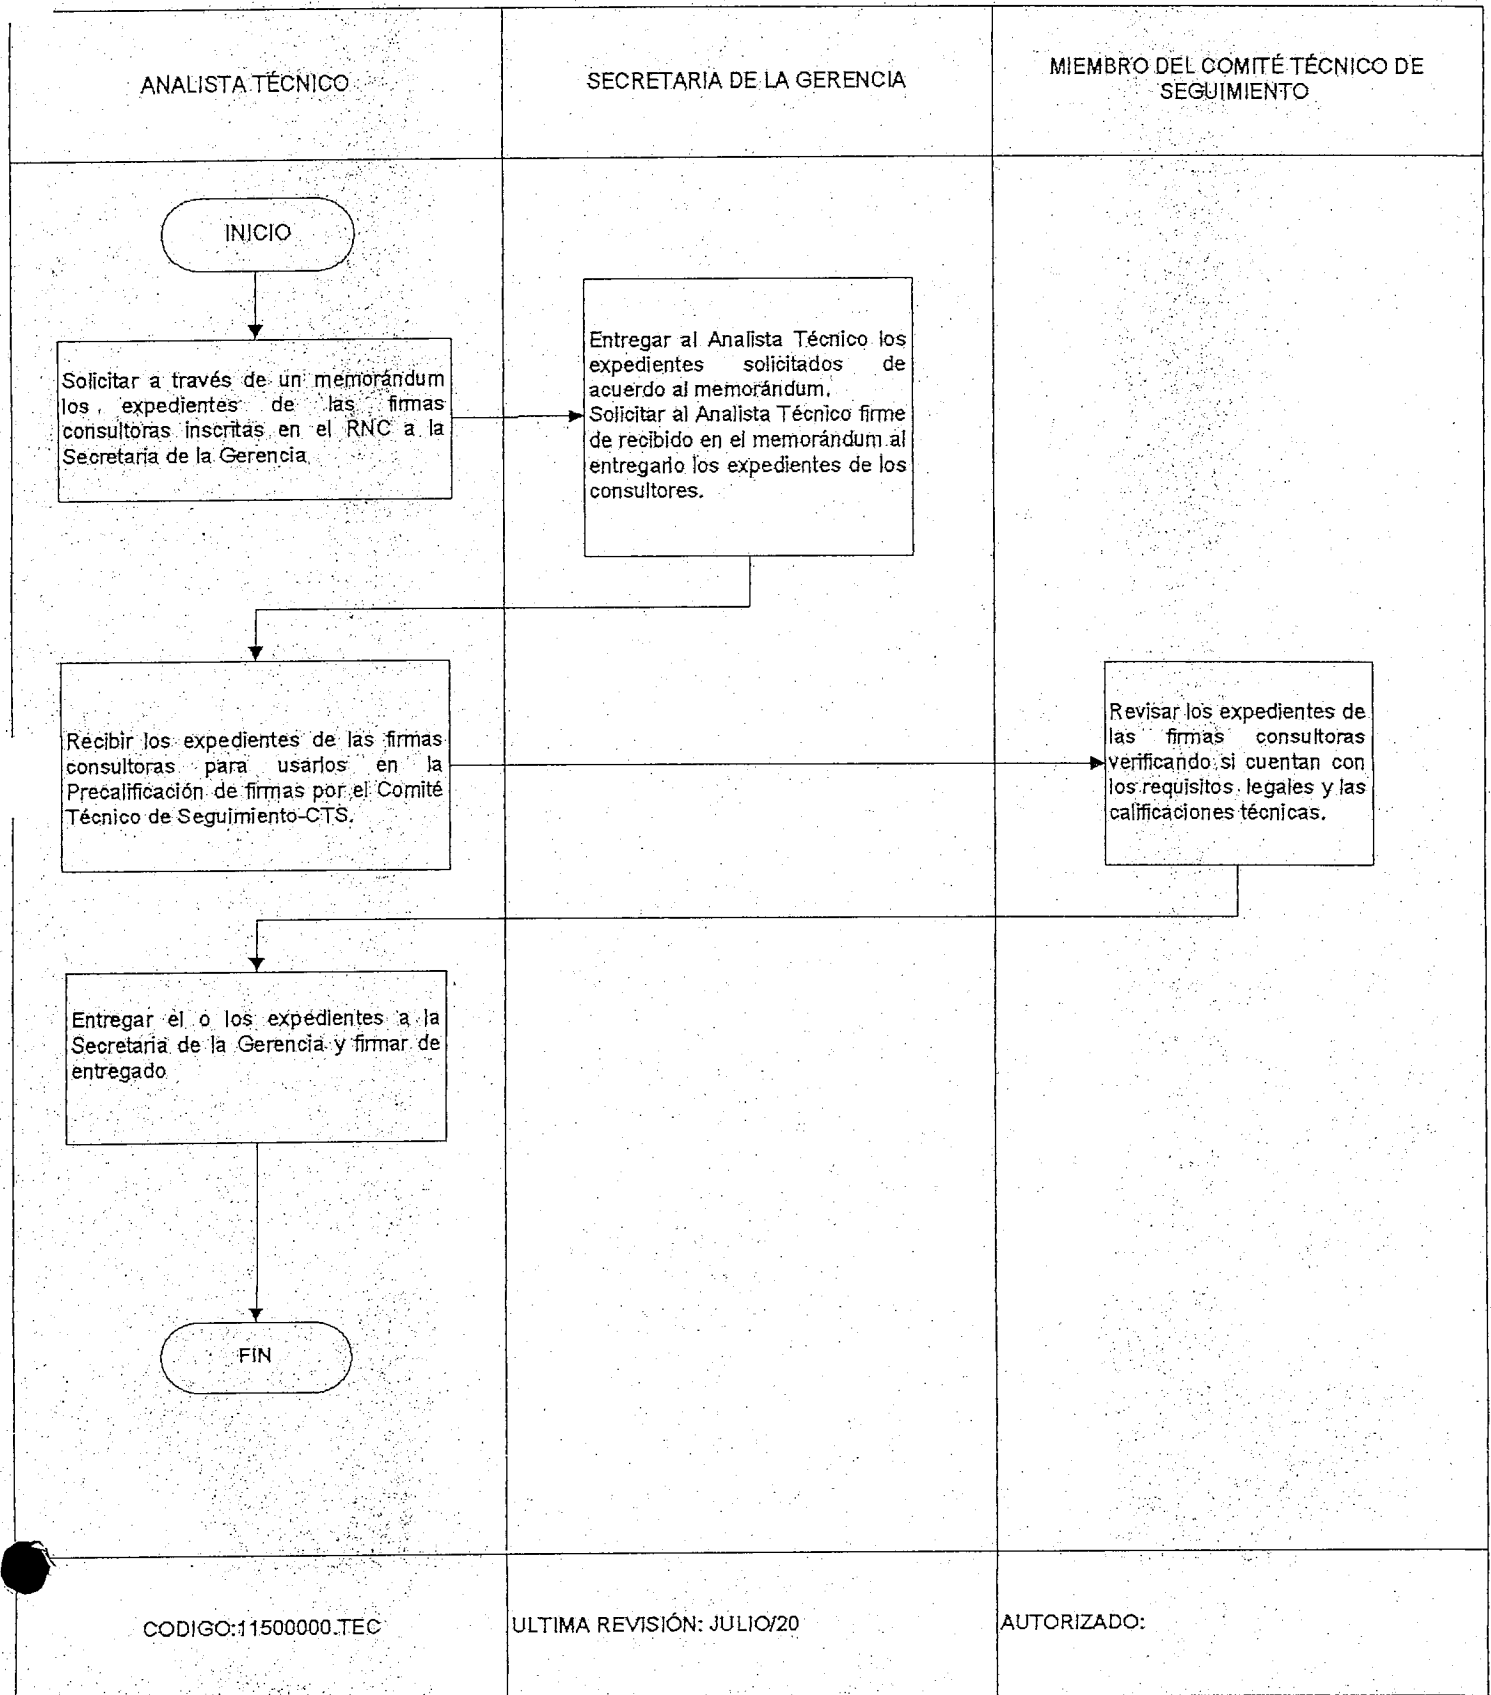 ANALISTA TÉCNICO
SECRETARIA DE LA GERENCIA
MIEMBRO DEL COMITÉ TÉCNICO DE
SEGUIMIENTO
INICIO
Solicitar a través de un memorándum
los expedientes de las firmas
consultoras inscritas en el RNC a la
Secretaria de la Gerencia
Entregar al Analista Técnico los
expedientes solicitados de
acuerdo al memorándum.
Solicitar al Analista Técnico firme
de recibido en el memorándum al
entregarlo los expedientes de los
consultores.
Recibir los expedientes de las firmas
consultoras para usarlos en la
Precalificación de firmas por el Comité
Técnico de Seguimiento-CTS.
Revisar los expedientes de
las firmas consultoras
verificando si cuentan con
los requisitos legales y las
calificaciones técnicas.
Entregar el o los expedientes a la
Secretaria de la Gerencia y firmar de
entregado
FIN
CODIGO:11500000.TEC
ULTIMA REVISIÓN: JULIO/20
AUTORIZADO: